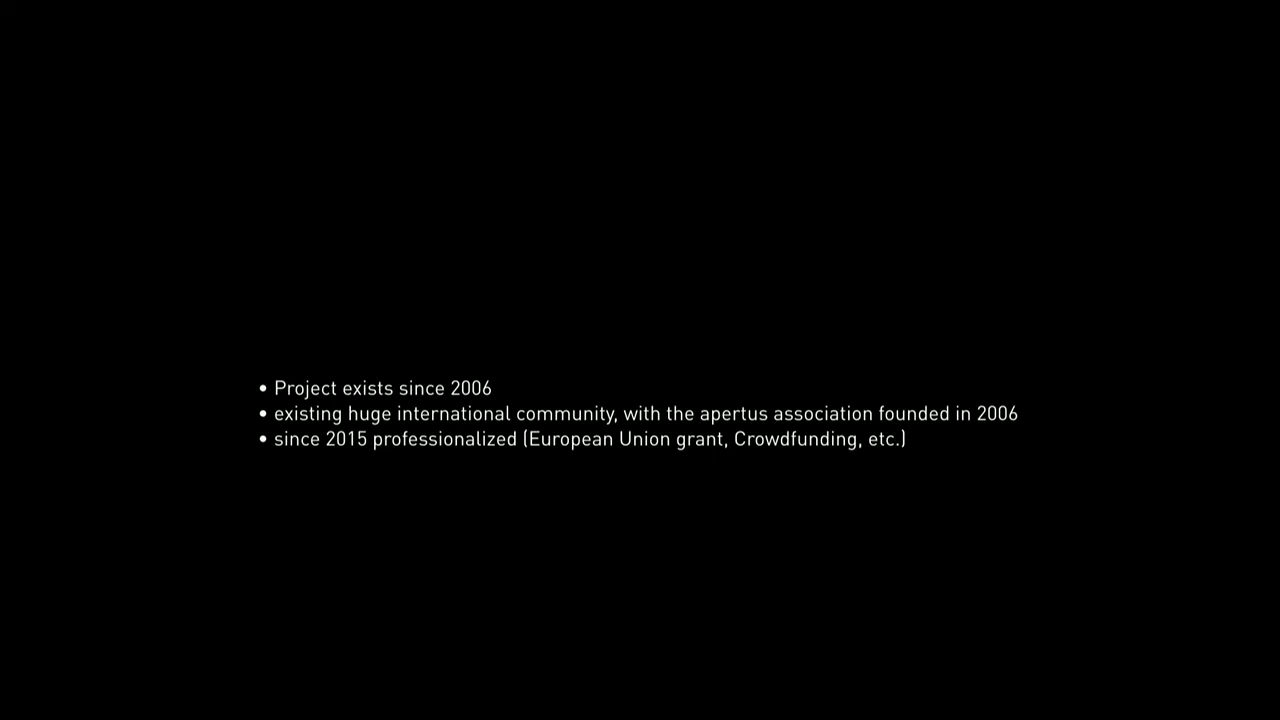 • Project exists since 2006
• existing huge international community, with the apertus association founded in 2006
• since 2015 professionalized (European Union grant, Crowdfunding, etc.)